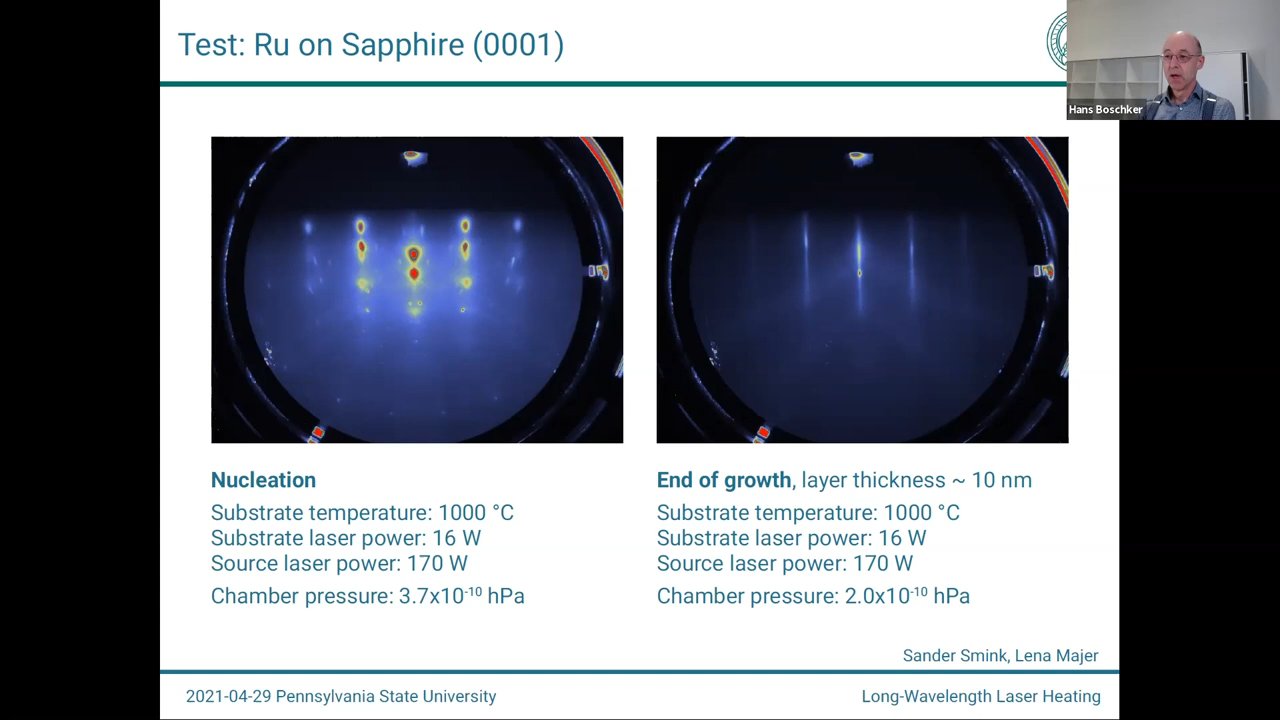 Test: Ru on Sapphire (0001)
Hans Boschker
Nucleation
Substrate temperature: 1000 °C
Substrate laser power: 16 W
Source laser power: 170 W
Chamber pressure: 3.7x10⁻¹⁰ hPa
End of growth, layer thickness ~ 10 nm
Substrate temperature: 1000 °C
Substrate laser power: 16 W
Source laser power: 170 W
Chamber pressure: 2.0x10⁻¹⁰ hPa
Sander Smink, Lena Majer
2021-04-29 Pennsylvania State University
Long-Wavelength Laser Heating